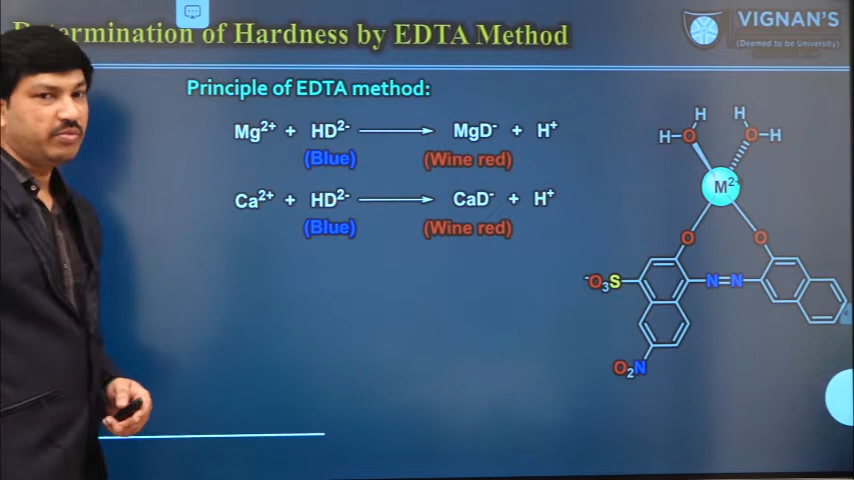 Determination of Hardness by EDTA Method
VIGNAN'S
(Deemed to be University)
Principle of EDTA method:
Mg²⁺ + HD²⁻ ⟶ MgD⁻ + H⁺
(Blue) (Wine red)
Ca²⁺ + HD²⁻ ⟶ CaD⁻ + H⁺
(Blue) (Wine red)
H H
H–O O–H
M²⁺
O O
⁻O₃S N=N
O₂N